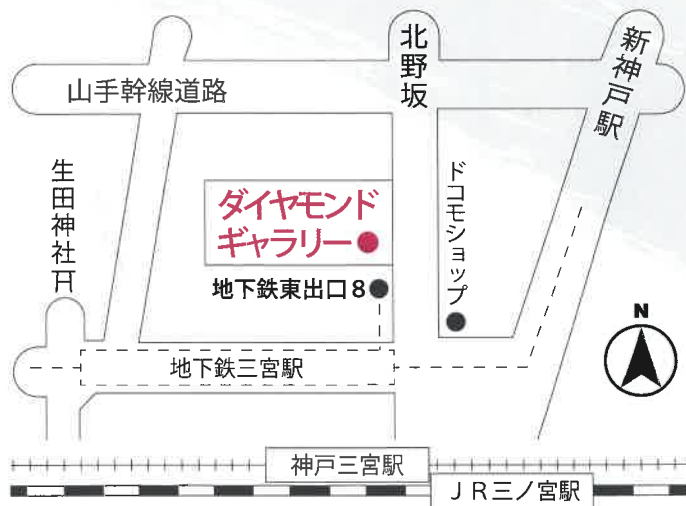 北野坂
新神戸駅
山手幹線道路
生田神社
ドコモショップ
ダイヤモンド
ギャラリー
地下鉄東出口8
N
地下鉄三宮駅
神戸三宮駅
JR三ノ宮駅